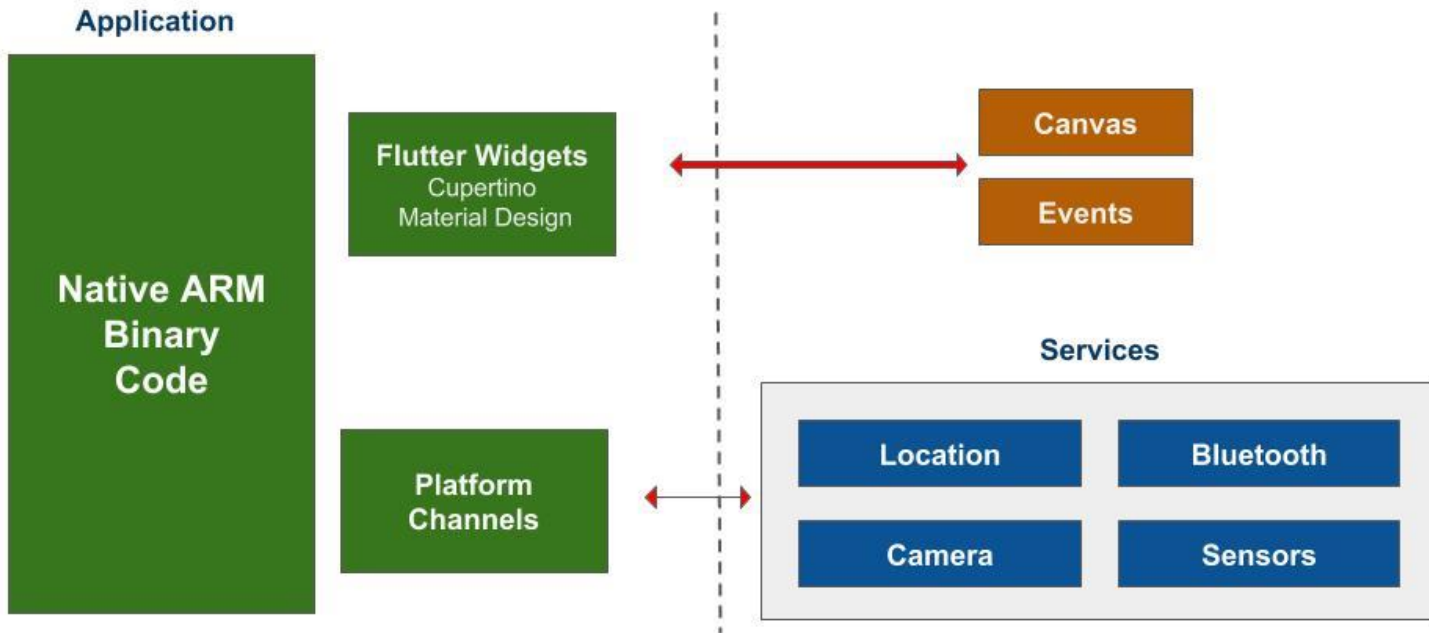 Application
Native ARM
Binary
Code
Flutter Widgets
Cupertino
Material Design
Platform
Channels
Canvas
Events
Services
Location
Bluetooth
Camera
Sensors